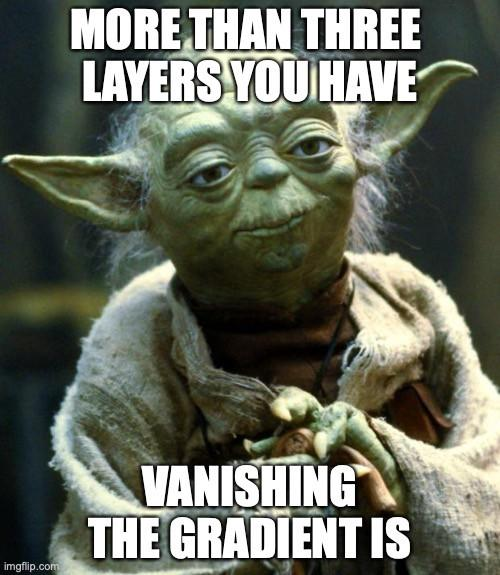 MORE THAN THREE
LAYERS YOU HAVE
VANISHING
THE GRADIENT IS
imgflip.com